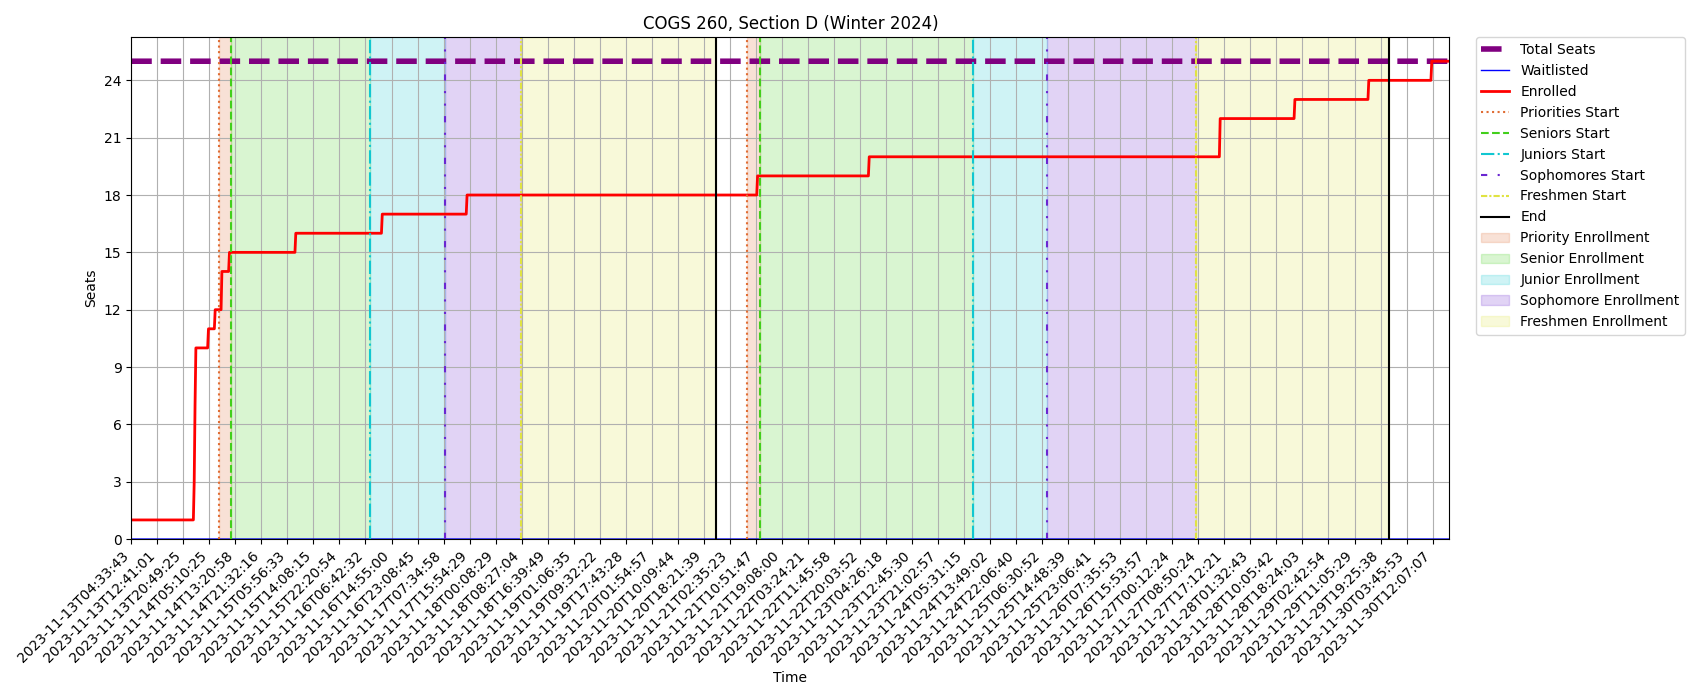 COGS 260, Section D (Winter 2024)
Total Seats
Waitlisted
Enrolled
Priorities Start
Seniors Start
Juniors Start
Sophomores Start
Freshmen Start
End
Priority Enrollment
Senior Enrollment
Junior Enrollment
Sophomore Enrollment
Freshmen Enrollment
Seats
24
21
18
15
12
9
6
3
0
2023-11-13T04:33:43
2023-11-13T12:41:01
2023-11-13T20:49:25
2023-11-14T05:10:25
2023-11-14T13:20:58
2023-11-14T21:32:16
2023-11-15T05:56:33
2023-11-15T14:08:15
2023-11-15T22:20:54
2023-11-16T06:42:32
2023-11-16T14:55:00
2023-11-16T23:08:45
2023-11-17T07:34:58
2023-11-17T15:54:29
2023-11-18T00:08:29
2023-11-18T08:27:04
2023-11-18T16:39:49
2023-11-19T01:06:35
2023-11-19T09:32:22
2023-11-19T17:43:28
2023-11-20T01:54:57
2023-11-20T10:09:44
2023-11-20T18:21:39
2023-11-21T02:35:23
2023-11-21T10:51:47
2023-11-21T19:08:00
2023-11-22T03:24:21
2023-11-22T11:45:58
2023-11-22T20:03:52
2023-11-23T04:26:18
2023-11-23T12:45:30
2023-11-23T21:02:57
2023-11-24T05:31:15
2023-11-24T13:49:02
2023-11-24T22:06:40
2023-11-25T06:30:52
2023-11-25T14:48:39
2023-11-25T23:06:41
2023-11-26T07:35:53
2023-11-26T15:53:57
2023-11-27T00:12:24
2023-11-27T08:50:24
2023-11-27T17:12:21
2023-11-28T01:32:43
2023-11-28T10:05:42
2023-11-28T18:24:03
2023-11-29T02:42:54
2023-11-29T11:05:29
2023-11-29T19:25:38
2023-11-30T03:45:53
2023-11-30T12:07:07
Time